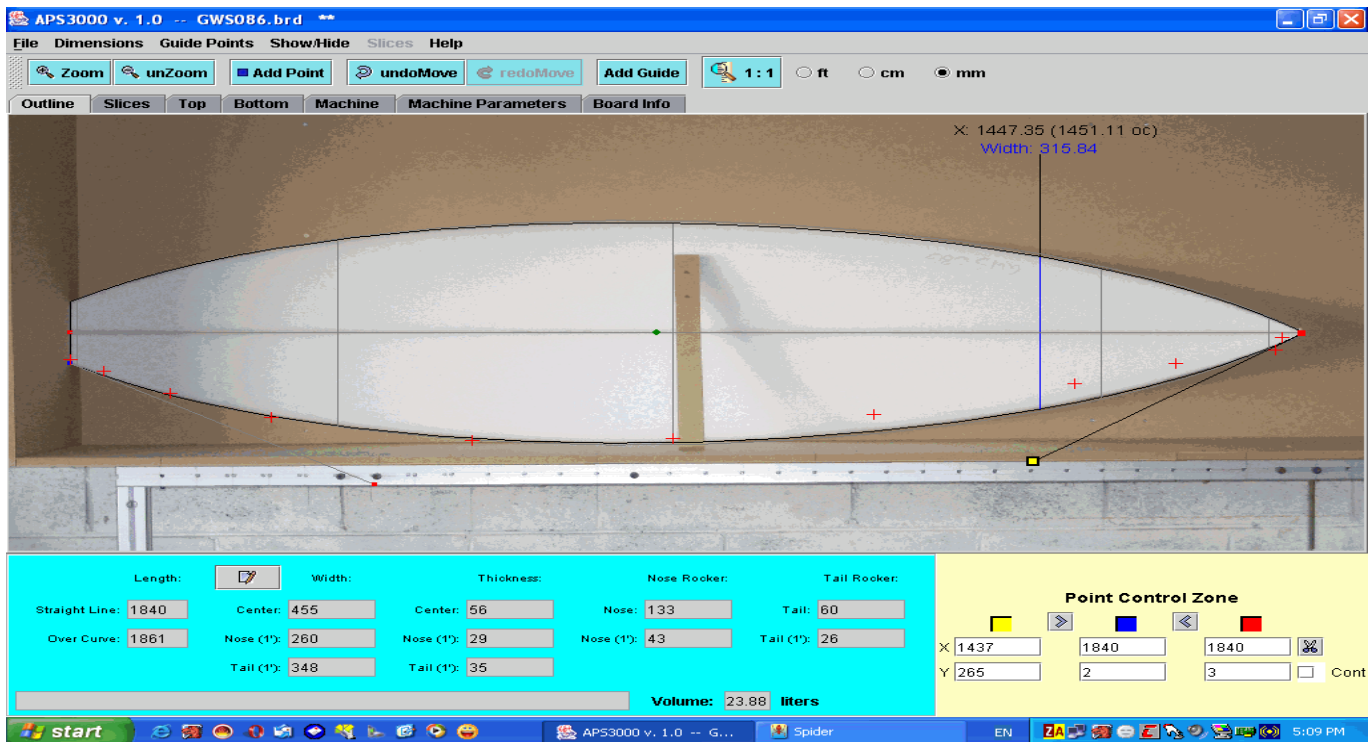 APS3000 v. 1.0 -- GWS086.brd **
File Dimensions Guide Points Show/Hide Slices Help
Zoom unZoom Add Point undoMove redoMove Add Guide 1:1 ft cm mm
Outline Slices Top Bottom Machine Machine Parameters Board Info
X: 1447.35 (1451.11 oc)
Width: 315.84
Length: Width: Thickness: Nose Rocker: Tail Rocker:
Straight Line: 1840 Center: 455 Center: 56 Nose: 133 Tail: 60
Over Curve: 1861 Nose (1'): 260 Nose (1'): 29 Nose (1'): 43 Tail (1'): 26
Tail (1'): 348 Tail (1'): 35
Volume: 23.88 liters
Point Control Zone
X 1437 1840 1840
Y 265 2 3 Cont
start APS3000 v. 1.0 -- G... Spider EN ZA 5:09 PM